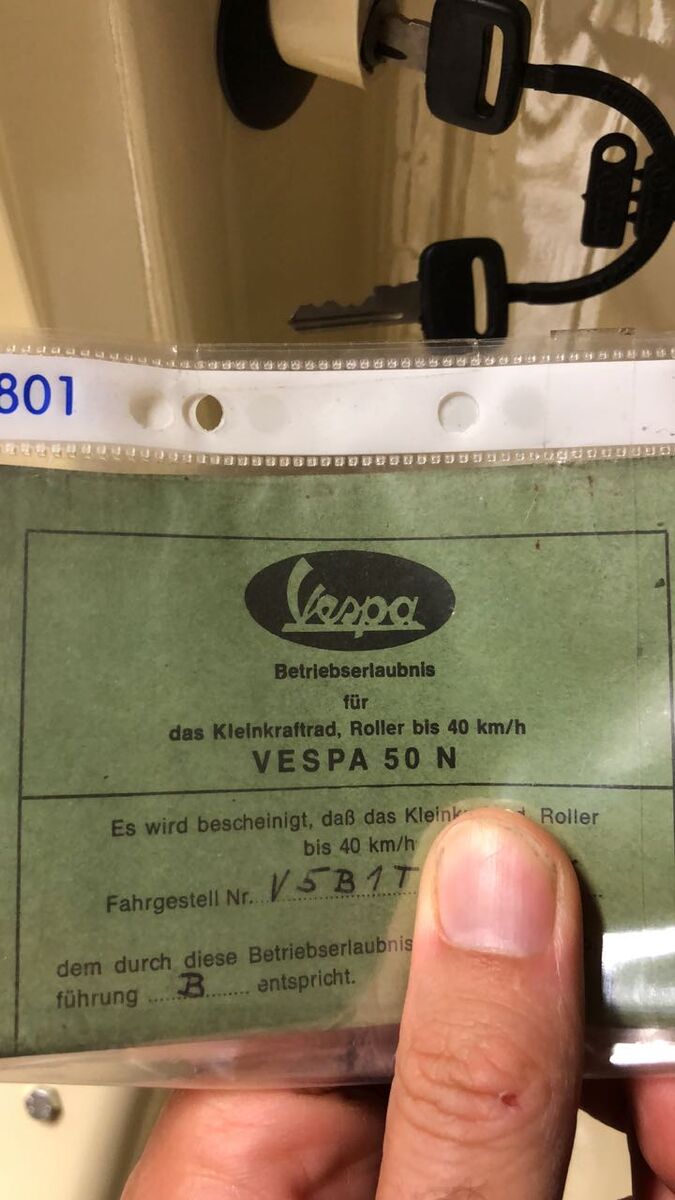 801
Vespa
Betriebserlaubnis
für
das Kleinkraftrad, Roller bis 40 km/h
VESPA 50 N
Es wird bescheinigt, daß das Roller
bis 40 km/h
Fahrgestell Nr. V5B1T
dem durch diese Betriebserlaubnis
führung B entspricht.